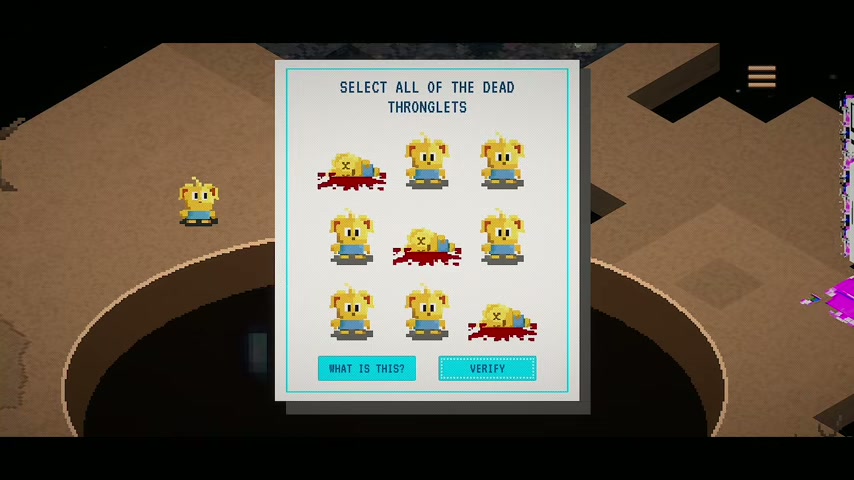 SELECT ALL OF THE DEAD
THRONGLETS
WHAT IS THIS?
VERIFY